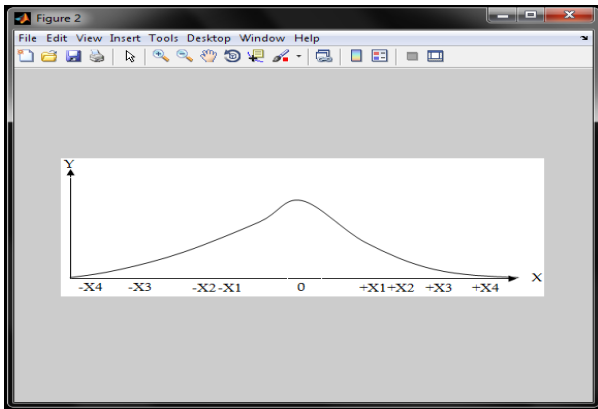 Figure 2
File Edit View Insert Tools Desktop Window Help
Y
X
-X4 -X3 -X2 -X1 0 +X1 +X2 +X3 +X4